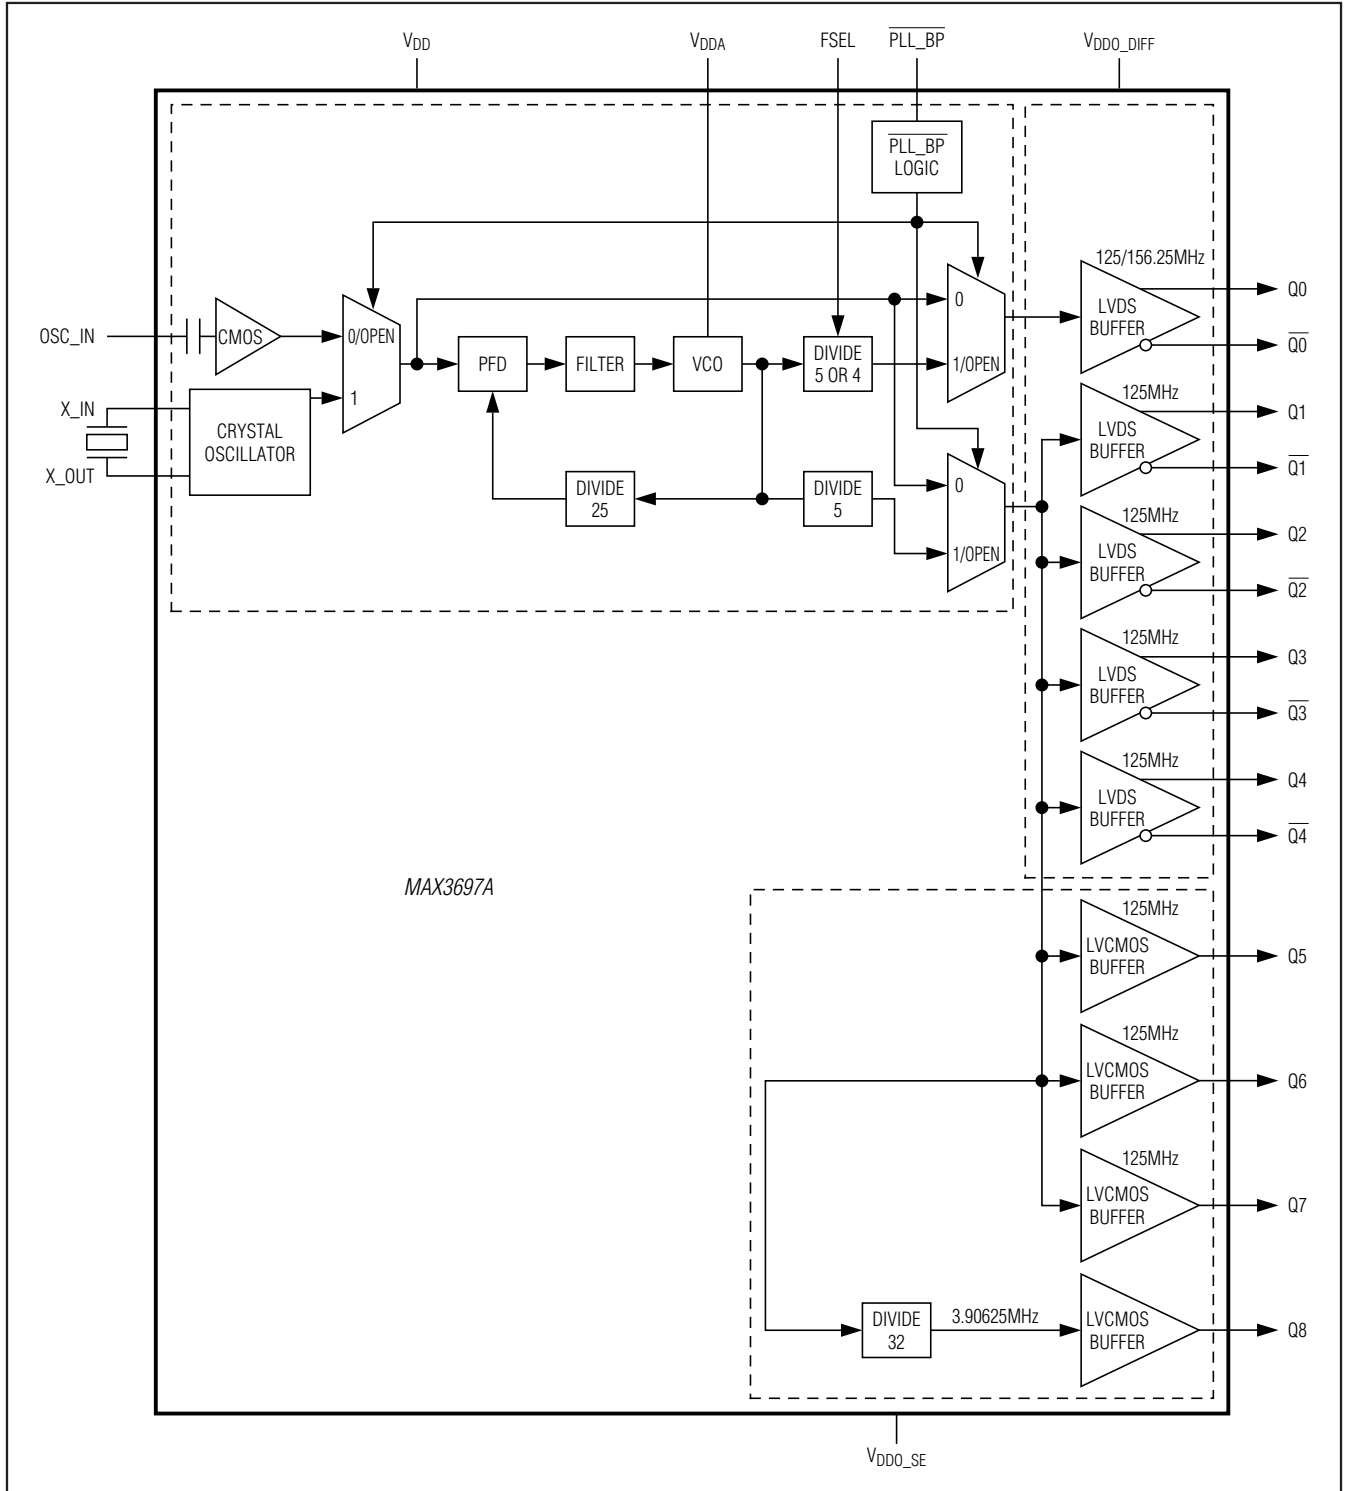 VDD
VDDA
FSEL
PLL_BP
VDDO_DIFF
PLL_BP
LOGIC
125/156.25MHz
LVDS
BUFFER
Q0
Q0
OSC_IN
CMOS
0/OPEN
1
PFD
FILTER
VCO
DIVIDE
5 OR 4
0
1/OPEN
X_IN
X_OUT
CRYSTAL
OSCILLATOR
125MHz
LVDS
BUFFER
Q1
Q1
DIVIDE
25
DIVIDE
5
0
1/OPEN
125MHz
LVDS
BUFFER
Q2
Q2
125MHz
LVDS
BUFFER
Q3
Q3
125MHz
LVDS
BUFFER
Q4
Q4
MAX3697A
125MHz
LVCMOS
BUFFER
Q5
125MHz
LVCMOS
BUFFER
Q6
125MHz
LVCMOS
BUFFER
Q7
DIVIDE
32
3.90625MHz
LVCMOS
BUFFER
Q8
VDDO_SE